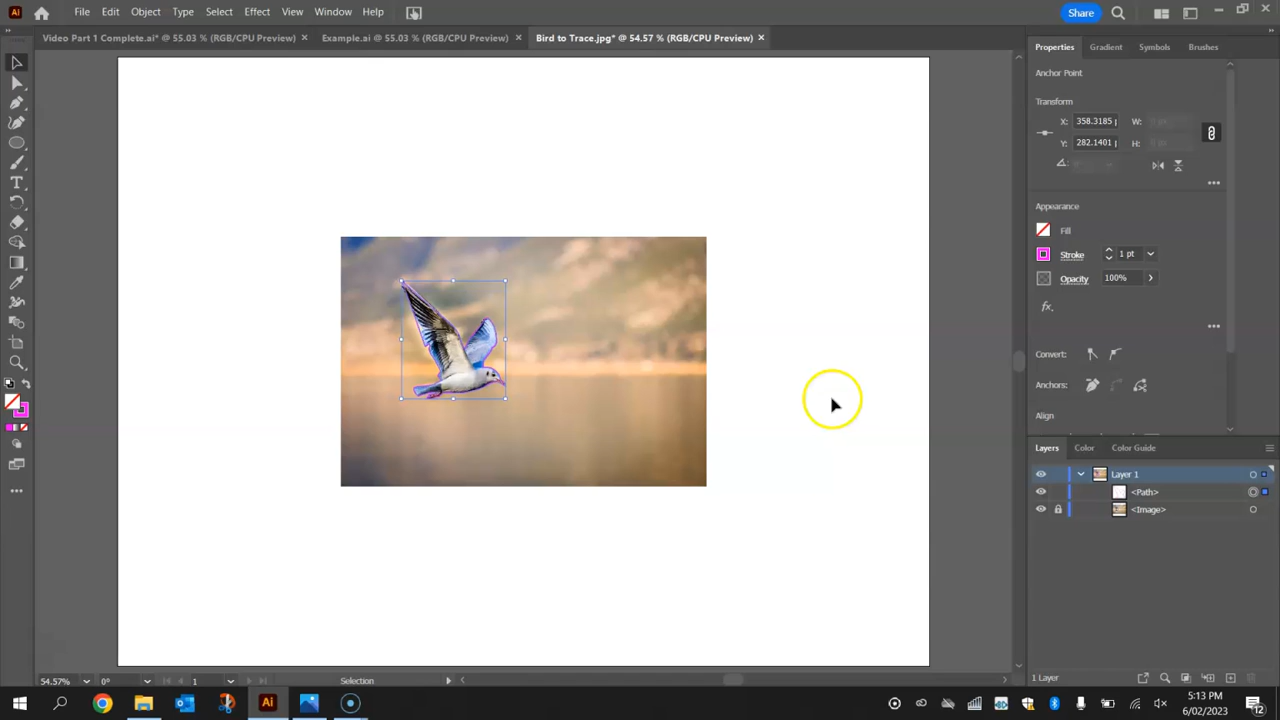 Ai File Edit Object Type Select Effect View Window Help Share
Video Part 1 Complete.ai* @ 55.03 % (RGB/CPU Preview) × Example.ai @ 55.03 % (RGB/CPU Preview) × Bird to Trace.jpg* @ 54.57 % (RGB/CPU Preview) ×
Properties Gradient Symbols Brushes
Anchor Point
Transform
X: 358.3185 p W:
Y: 282.1401 p H:
Appearance
Fill
Stroke 1 pt
Opacity 100%
fx.
Convert:
Anchors:
Align
Layers Color Color Guide
Layer 1
<Path>
<Image>
54.57% 0° 1 Selection 1 Layer
Ai 5:13 PM
6/02/2023 12